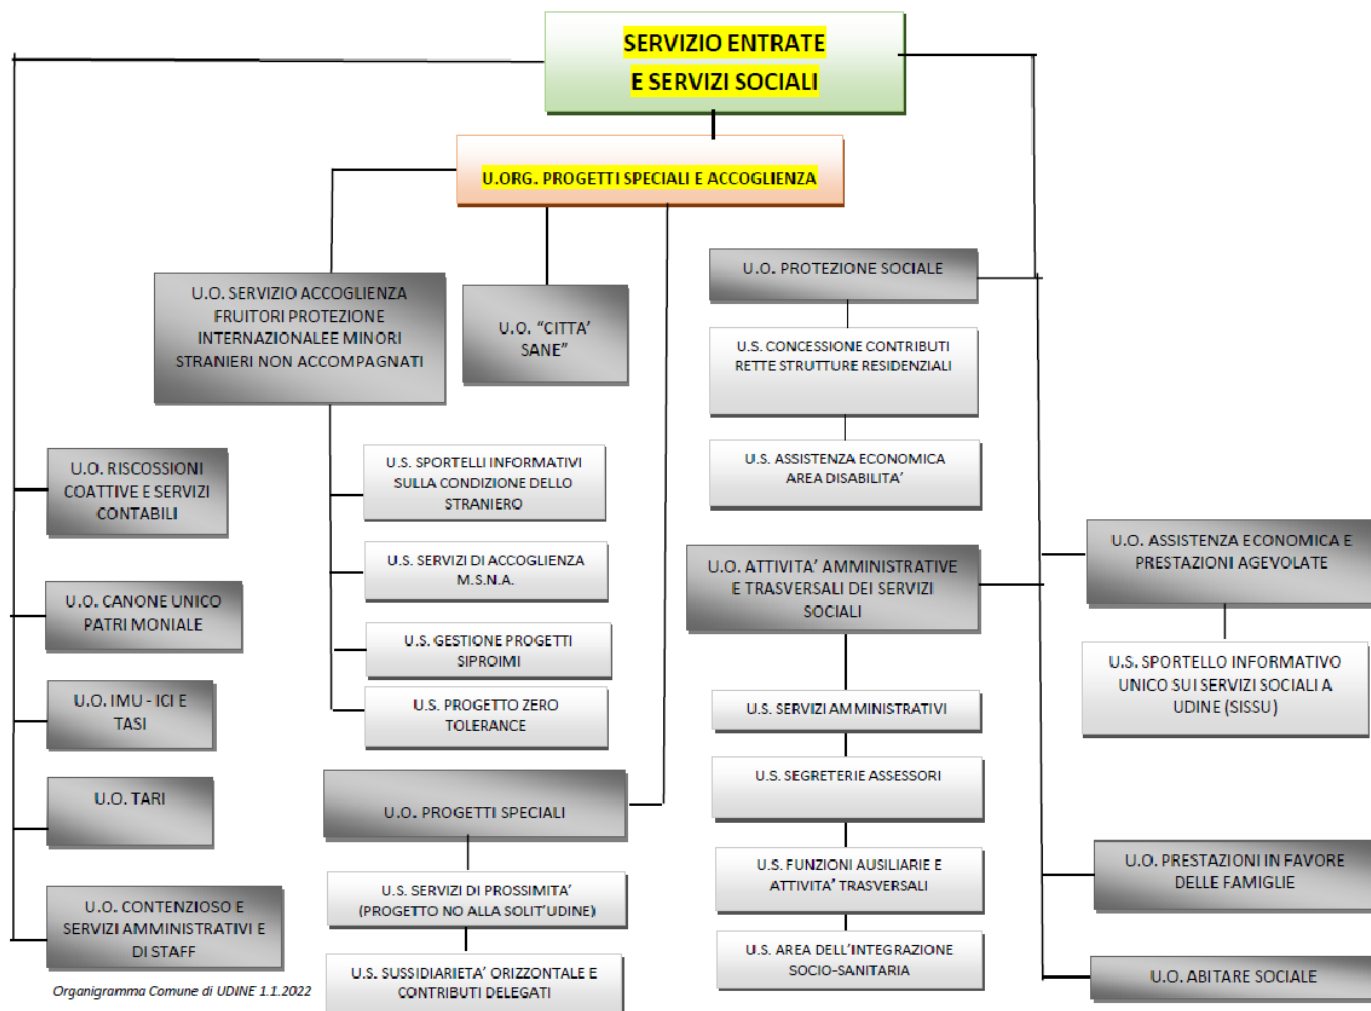 SERVIZIO ENTRATE
E SERVIZI SOCIALI
U.ORG. PROGETTI SPECIALI E ACCOGLIENZA
U.O. SERVIZIO ACCOGLIENZA
FRUITORI PROTEZIONE
INTERNAZIONALEE MINORI
STRANIERI NON ACCOMPAGNATI
U.O. “CITTA’
SANE”
U.O. PROTEZIONE SOCIALE
U.S. CONCESSIONE CONTRIBUTI
RETTE STRUTTURE RESIDENZIALI
U.S. ASSISTENZA ECONOMICA
AREA DISABILITA’
U.O. RISCOSSIONI
COATTIVE E SERVIZI
CONTABILI
U.O. CANONE UNICO
PATRI MONIALE
U.O. IMU - ICI E
TASI
U.O. TARI
U.O. CONTENZIOSO E
SERVIZI AMMINISTRATIVI E
DI STAFF
U.S. SPORTELLI INFORMATIVI
SULLA CONDIZIONE DELLO
STRANIERO
U.S. SERVIZI DI ACCOGLIENZA
M.S.N.A.
U.S. GESTIONE PROGETTI
SIPROIMI
U.S. PROGETTO ZERO
TOLERANCE
U.O. PROGETTI SPECIALI
U.S. SERVIZI DI PROSSIMITA’
(PROGETTO NO ALLA SOLIT’UDINE)
U.S. SUSSIDIARIETA’ ORIZZONTALE E
CONTRIBUTI DELEGATI
U.O. ATTIVITA’ AMMINISTRATIVE
E TRASVERSALI DEI SERVIZI
SOCIALI
U.S. SERVIZI AMMINISTRATIVI
U.S. SEGRETERIE ASSESSORI
U.S. FUNZIONI AUSILIARIE E
ATTIVITA’ TRASVERSALI
U.S. AREA DELL’INTEGRAZIONE
SOCIO-SANITARIA
U.O. ASSISTENZA ECONOMICA E
PRESTAZIONI AGEVOLATE
U.S. SPORTELLO INFORMATIVO
UNICO SUI SERVIZI SOCIALI A
UDINE (SISSU)
U.O. PRESTAZIONI IN FAVORE
DELLE FAMIGLIE
U.O. ABITARE SOCIALE
Organigramma Comune di UDINE 1.1.2022